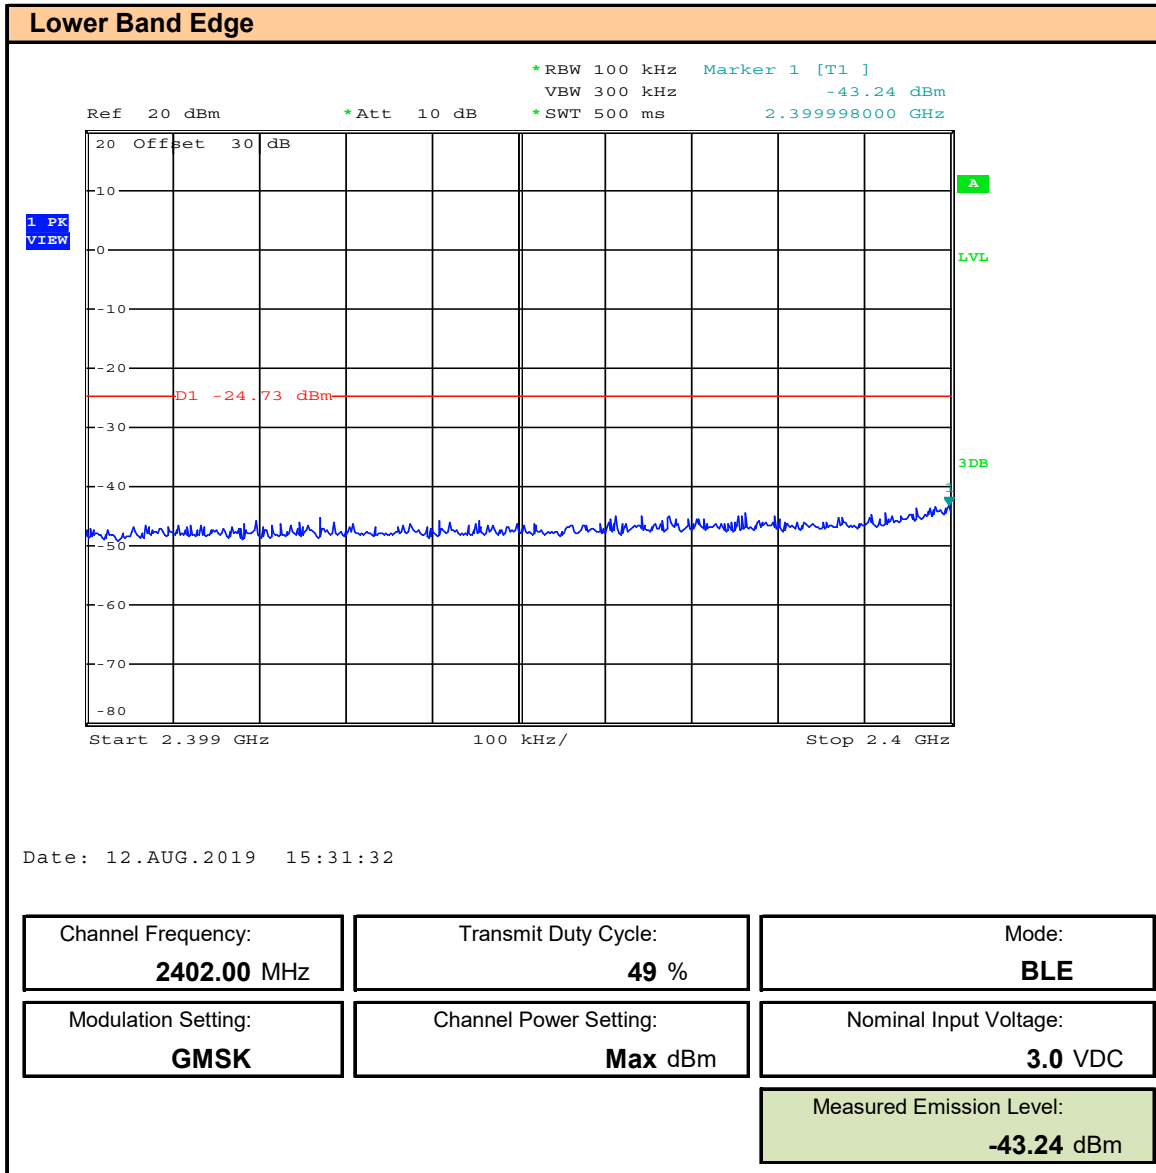 Lower Band Edge
*RBW 100 kHz Marker 1 [T1 ]
VBW 300 kHz -43.24 dBm
Ref 20 dBm *Att 10 dB *SWT 500 ms 2.399998000 GHz
20 Offset 30 dB
10
A
1 PK
VIEW
0
LVL
-10
-20
D1 -24.73 dBm
-30
3DB
-40
1
-50
-60
-70
-80
Start 2.399 GHz 100 kHz/ Stop 2.4 GHz
Date: 12.AUG.2019 15:31:32
Channel Frequency: Transmit Duty Cycle: Mode:
2402.00 MHz 49 % BLE
Modulation Setting: Channel Power Setting: Nominal Input Voltage:
GMSK Max dBm 3.0 VDC
Measured Emission Level:
-43.24 dBm